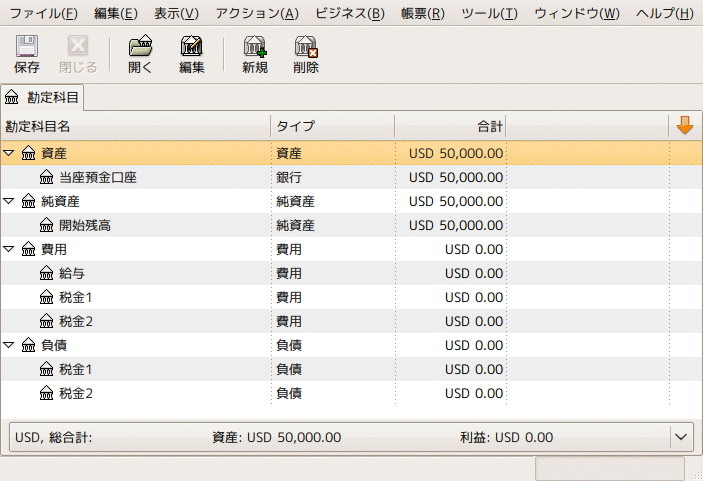 ファイル(F) 編集(E) 表示(V) アクション(A) ビジネス(B) 帳票(R) ツール(T) ウィンドウ(W) ヘルプ(H)
保存 閉じる 開く 編集 新規 削除
勘定科目
勘定科目名 タイプ 合計
資産 資産 USD 50,000.00
当座預金口座 銀行 USD 50,000.00
純資産 純資産 USD 50,000.00
開始残高 純資産 USD 50,000.00
費用 費用 USD 0.00
給与 費用 USD 0.00
税金1 費用 USD 0.00
税金2 費用 USD 0.00
負債 負債 USD 0.00
税金1 負債 USD 0.00
税金2 負債 USD 0.00
USD, 総合計: 資産: USD 50,000.00 利益: USD 0.00